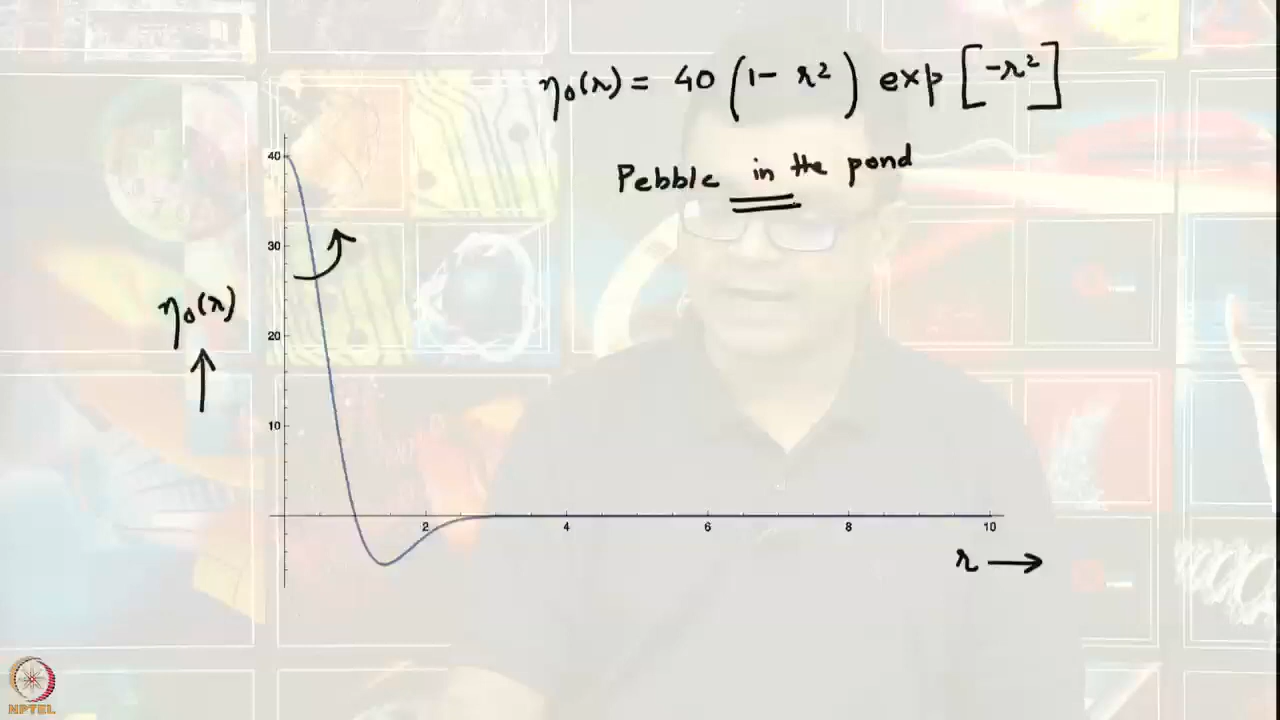 η₀(r) = 40 (1 - r²) exp [-r²]
Pebble in the pond
40
30
η₀(r)
20
10
2 4 6 8 10
r →
NPTEL